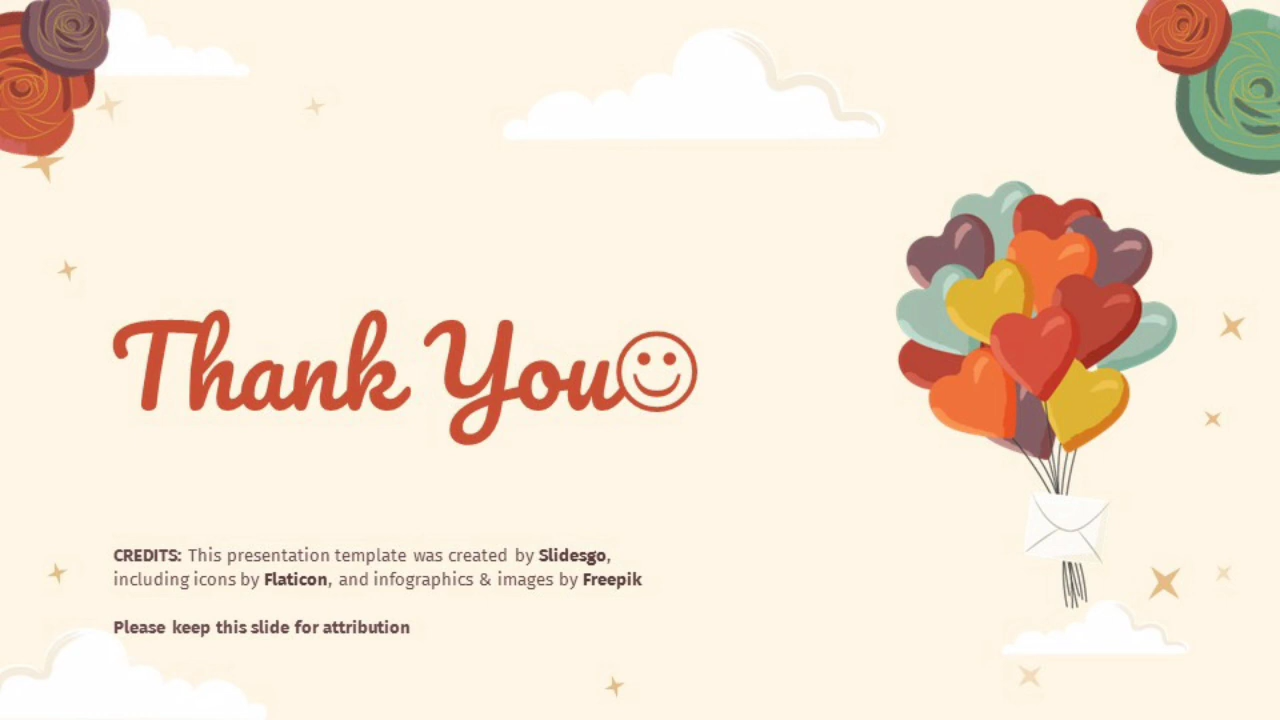 Thank You☺
CREDITS: This presentation template was created by Slidesgo,
including icons by Flaticon, and infographics & images by Freepik
Please keep this slide for attribution